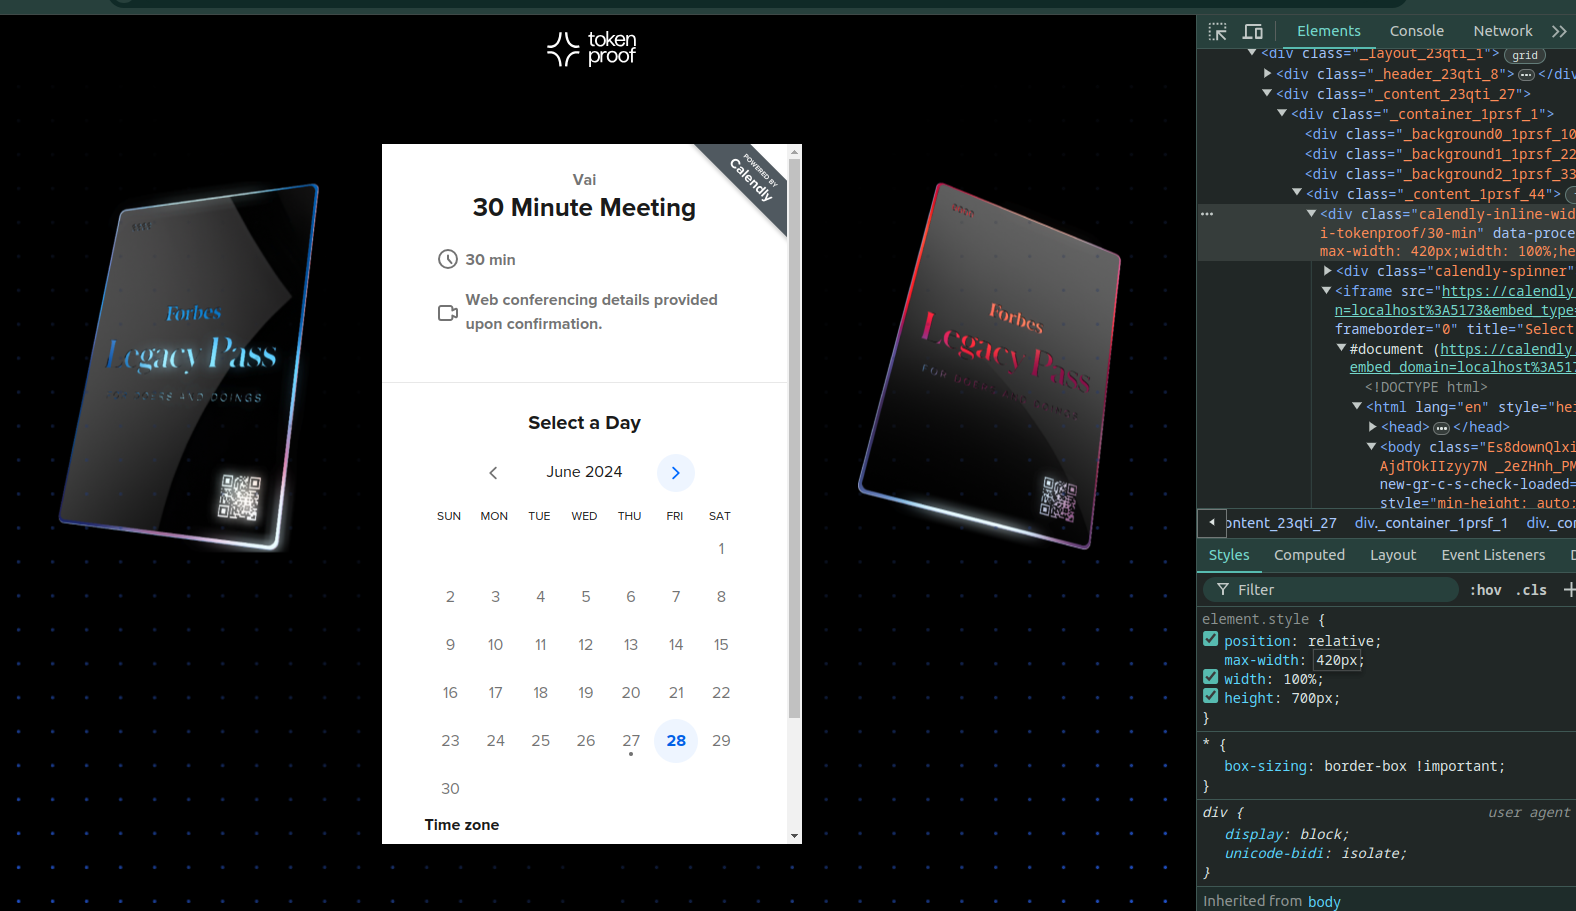 token
proof
POWERED BY
Calendly
Vai
30 Minute Meeting
30 min
Web conferencing details provided
upon confirmation.
Select a Day
June 2024
SUN MON TUE WED THU FRI SAT
1
2 3 4 5 6 7 8
9 10 11 12 13 14 15
16 17 18 19 20 21 22
23 24 25 26 27 28 29
30
Time zone
Forbes
Legacy Pass
FOR DOERS AND DOINGS
Forbes
Legacy Pass
FOR DOERS AND DOINGS
Elements Console Network
<div class="_layout_23qti_1"> grid
<div class="_header_23qti_8"> </div
<div class="_content_23qti_27">
<div class="_container_1prsf_1">
<div class="_background0_1prsf_10
<div class="_background1_1prsf_22
<div class="_background2_1prsf_33
<div class="_content_1prsf_44">
<div class="calendly-inline-wid
i-tokenproof/30-min" data-proce
max-width: 420px;width: 100%;he
<div class="calendly-spinner"
<iframe src="https://calendly
n=localhost%3A5173&embed_type=
frameborder="0" title="Select
#document (https://calendly
embed_domain=localhost%3A517
<!DOCTYPE html>
<html lang="en" style="hei
<head> </head>
<body class="Es8downQlxi
AjdTOkIIzyy7N _2eZHnh_PM
new-gr-c-s-check-loaded=
style="min-height: auto;
ontent_23qti_27 div._container_1prsf_1 div._co
Styles Computed Layout Event Listeners
Filter :hov .cls +
element.style {
position: relative;
max-width: 420px;
width: 100%;
height: 700px;
}
* {
box-sizing: border-box !important;
}
div { user agent
display: block;
unicode-bidi: isolate;
}
Inherited from body